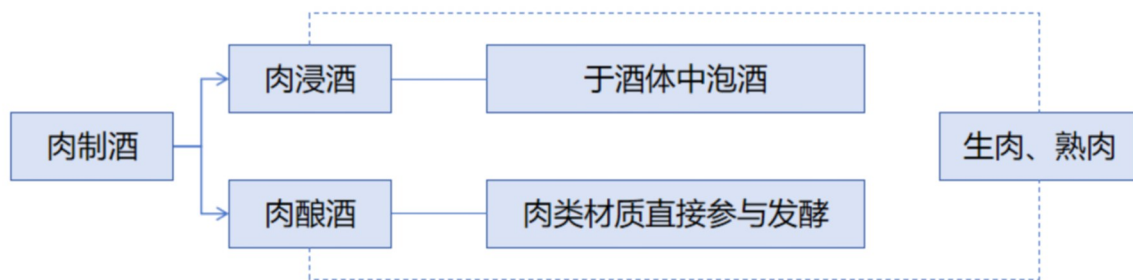 肉浸酒
于酒体中泡酒
肉制酒
生肉、熟肉
肉酿酒
肉类材质直接参与发酵